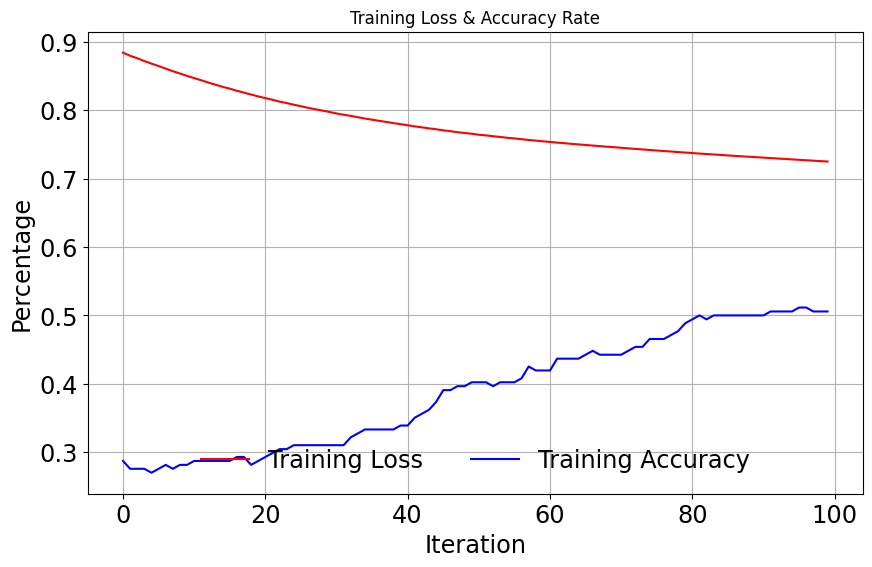 Training Loss & Accuracy Rate
0.9
0.8
0.7
0.6
0.5
0.4
0.3
Percentage
Training Loss
Training Accuracy
0 20 40 60 80 100
Iteration